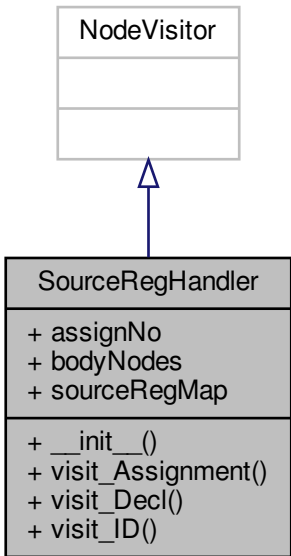 NodeVisitor
SourceRegHandler
+ assignNo
+ bodyNodes
+ sourceRegMap
+ __init__()
+ visit_Assignment()
+ visit_Decl()
+ visit_ID()